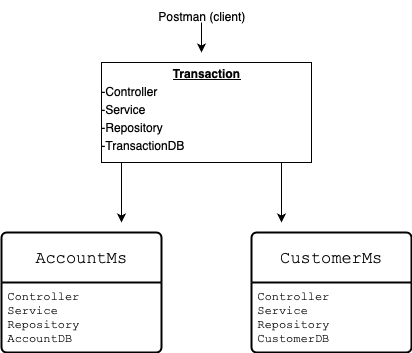 Postman (client)
Transaction
-Controller
-Service
-Repository
-TransactionDB
AccountMs
Controller
Service
Repository
AccountDB
CustomerMs
Controller
Service
Repository
CustomerDB